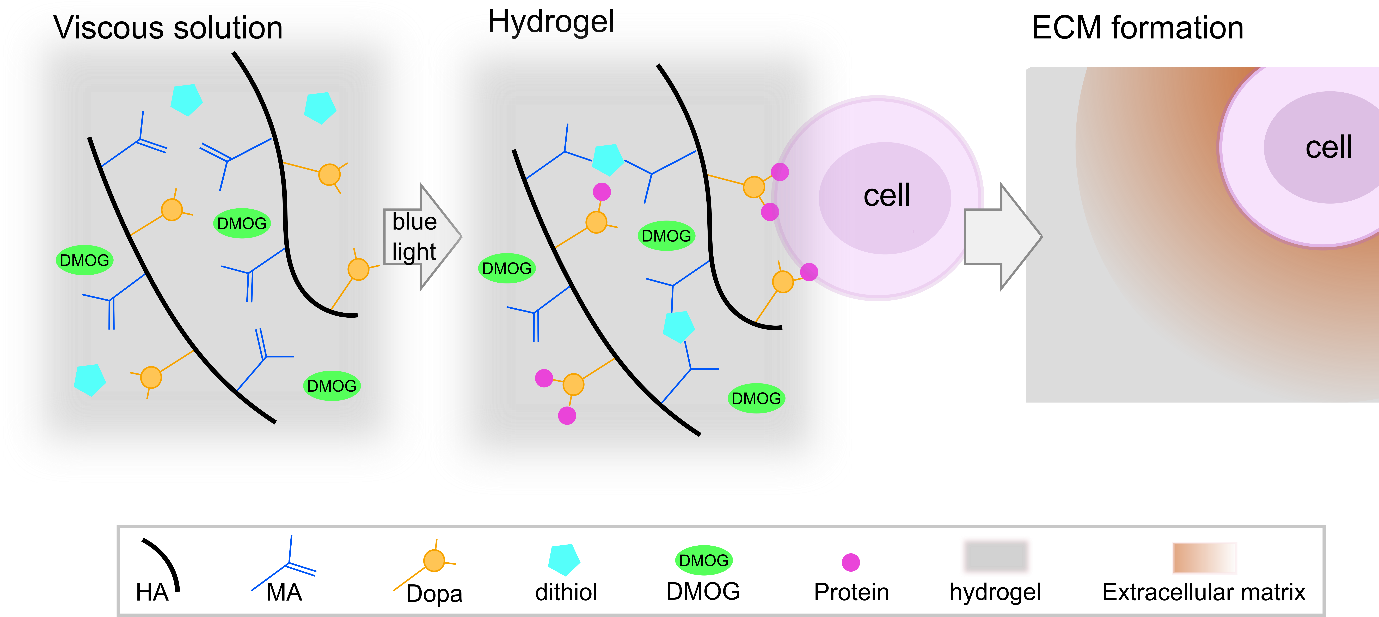 Viscous solution
Hydrogel
ECM formation
DMOG
DMOG
DMOG
blue
light
DMOG
DMOG
DMOG
cell
cell
DMOG
HA
MA
Dopa
dithiol
DMOG
Protein
hydrogel
Extracellular matrix